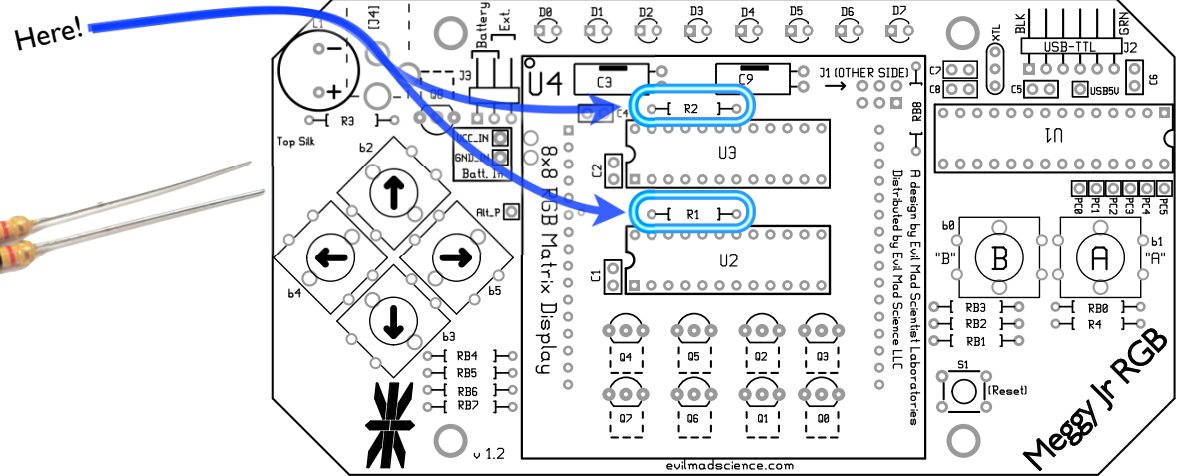 Here!
C1
(J4)
−
+
Q8
R3
Top Silk
Battery
Ext.
J3
VCC_IN
GND_IN
Batt. In
Alt_P
D0 D1 D2 D3 D4 D5 D6 D7
U4
C3
C9
J1 (OTHER SIDE)
C4
R2
RB8
U3
C2
R1
U2
C1
8x8 RGB Matrix Display
A design by Evil Mad Scientist Laboratories
Distributed by Evil Mad Science LLC
Q4 Q5 Q2 Q3
Q7 Q6 Q1 Q0
evilmadscience.com
b2
b4
b5
b3
RB4
RB5
RB6
RB7
v 1.2
XTL
BLK
GRN
USB-TTL
J2
C7
C8
C5
USB5V
C6
U1
PC0 PC1 PC2 PC3 PC4 PC5
b0
"B"
B
A
b1
"A"
RB3
RB2
RB1
RB0
R4
S1
(Reset)
Meggy Jr RGB